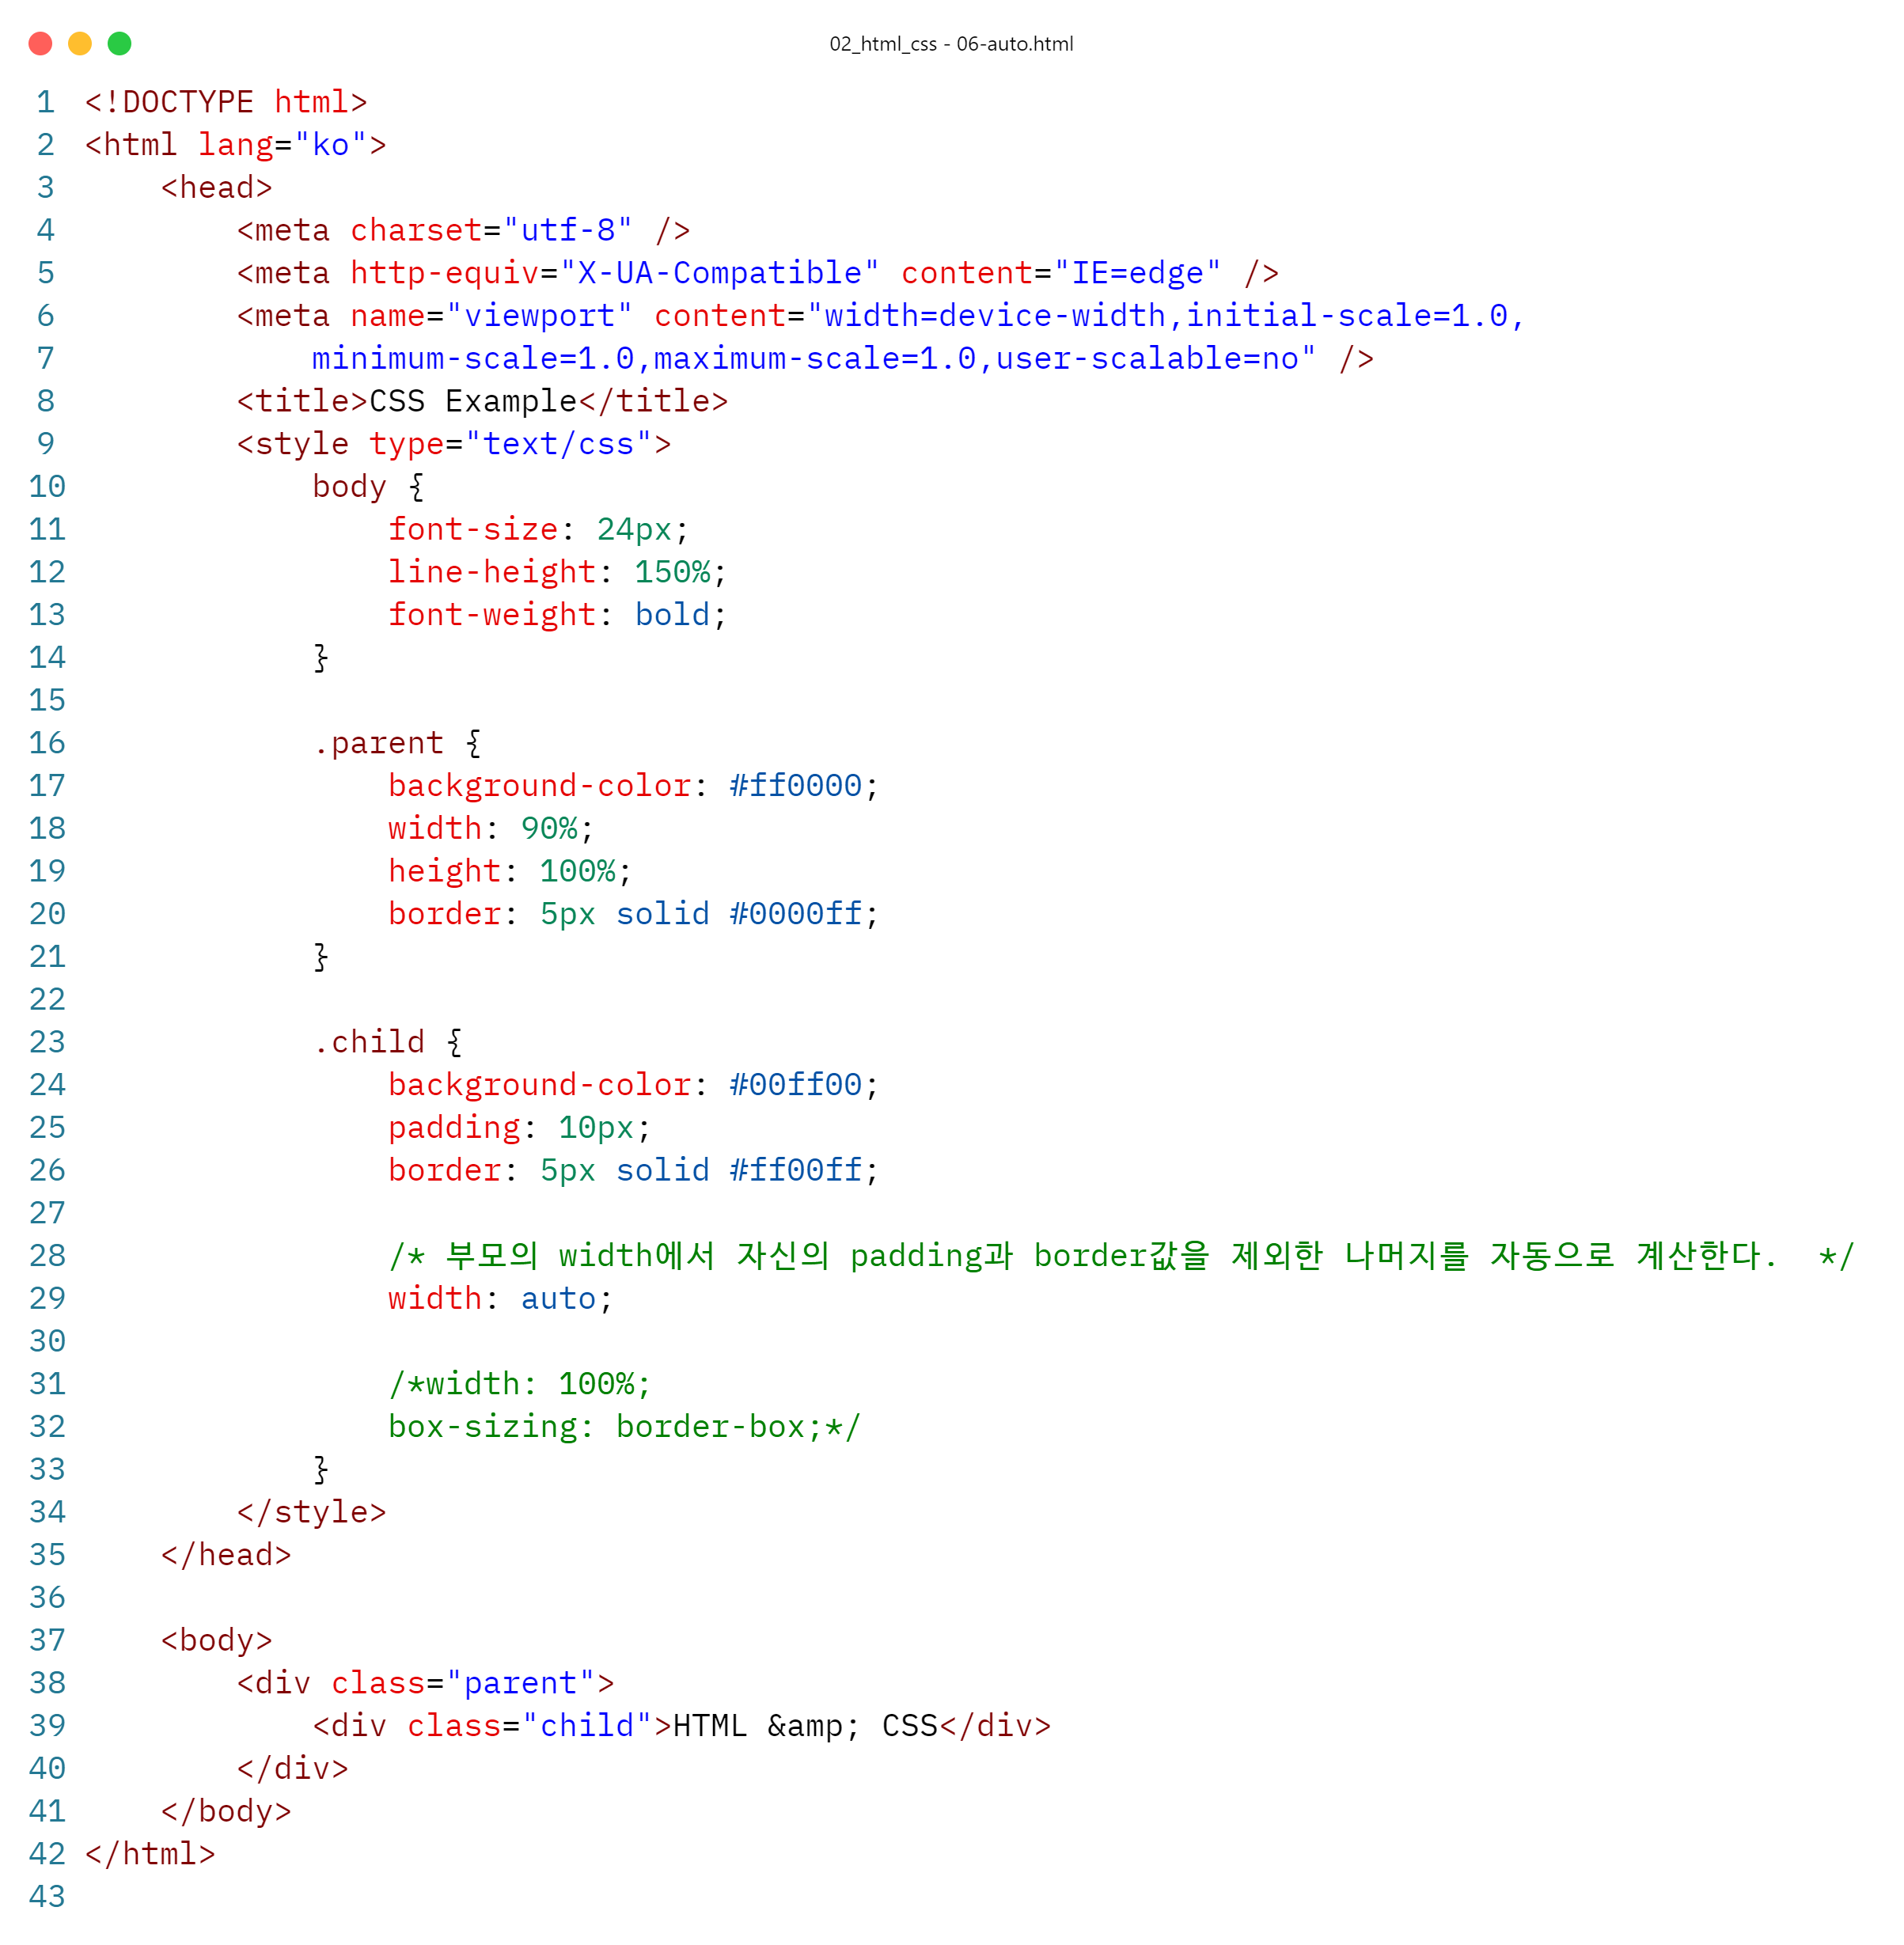 02_html_css - 06-auto.html
1 <!DOCTYPE html>
2 <html lang="ko">
3     <head>
4         <meta charset="utf-8" />
5         <meta http-equiv="X-UA-Compatible" content="IE=edge" />
6         <meta name="viewport" content="width=device-width,initial-scale=1.0,
7             minimum-scale=1.0,maximum-scale=1.0,user-scalable=no" />
8         <title>CSS Example</title>
9         <style type="text/css">
10             body {
11                 font-size: 24px;
12                 line-height: 150%;
13                 font-weight: bold;
14             }
15
16             .parent {
17                 background-color: #ff0000;
18                 width: 90%;
19                 height: 100%;
20                 border: 5px solid #0000ff;
21             }
22
23             .child {
24                 background-color: #00ff00;
25                 padding: 10px;
26                 border: 5px solid #ff00ff;
27
28                 /* 부모의 width에서 자신의 padding과 border값을 제외한 나머지를 자동으로 계산한다.  */
29                 width: auto;
30
31                 /*width: 100%;
32                 box-sizing: border-box;*/
33             }
34         </style>
35     </head>
36
37     <body>
38         <div class="parent">
39             <div class="child">HTML &amp; CSS</div>
40         </div>
41     </body>
42 </html>
43